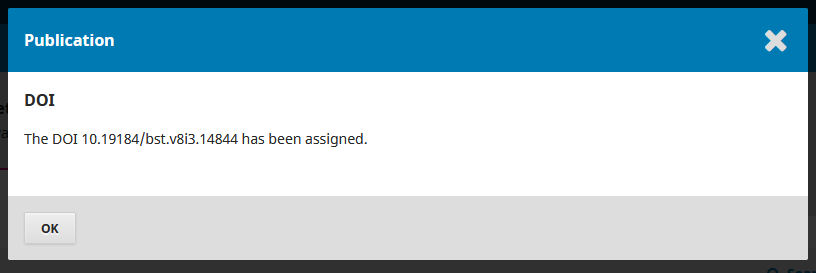 Publication
DOI
The DOI 10.19184/bst.v8i3.14844 has been assigned.
OK